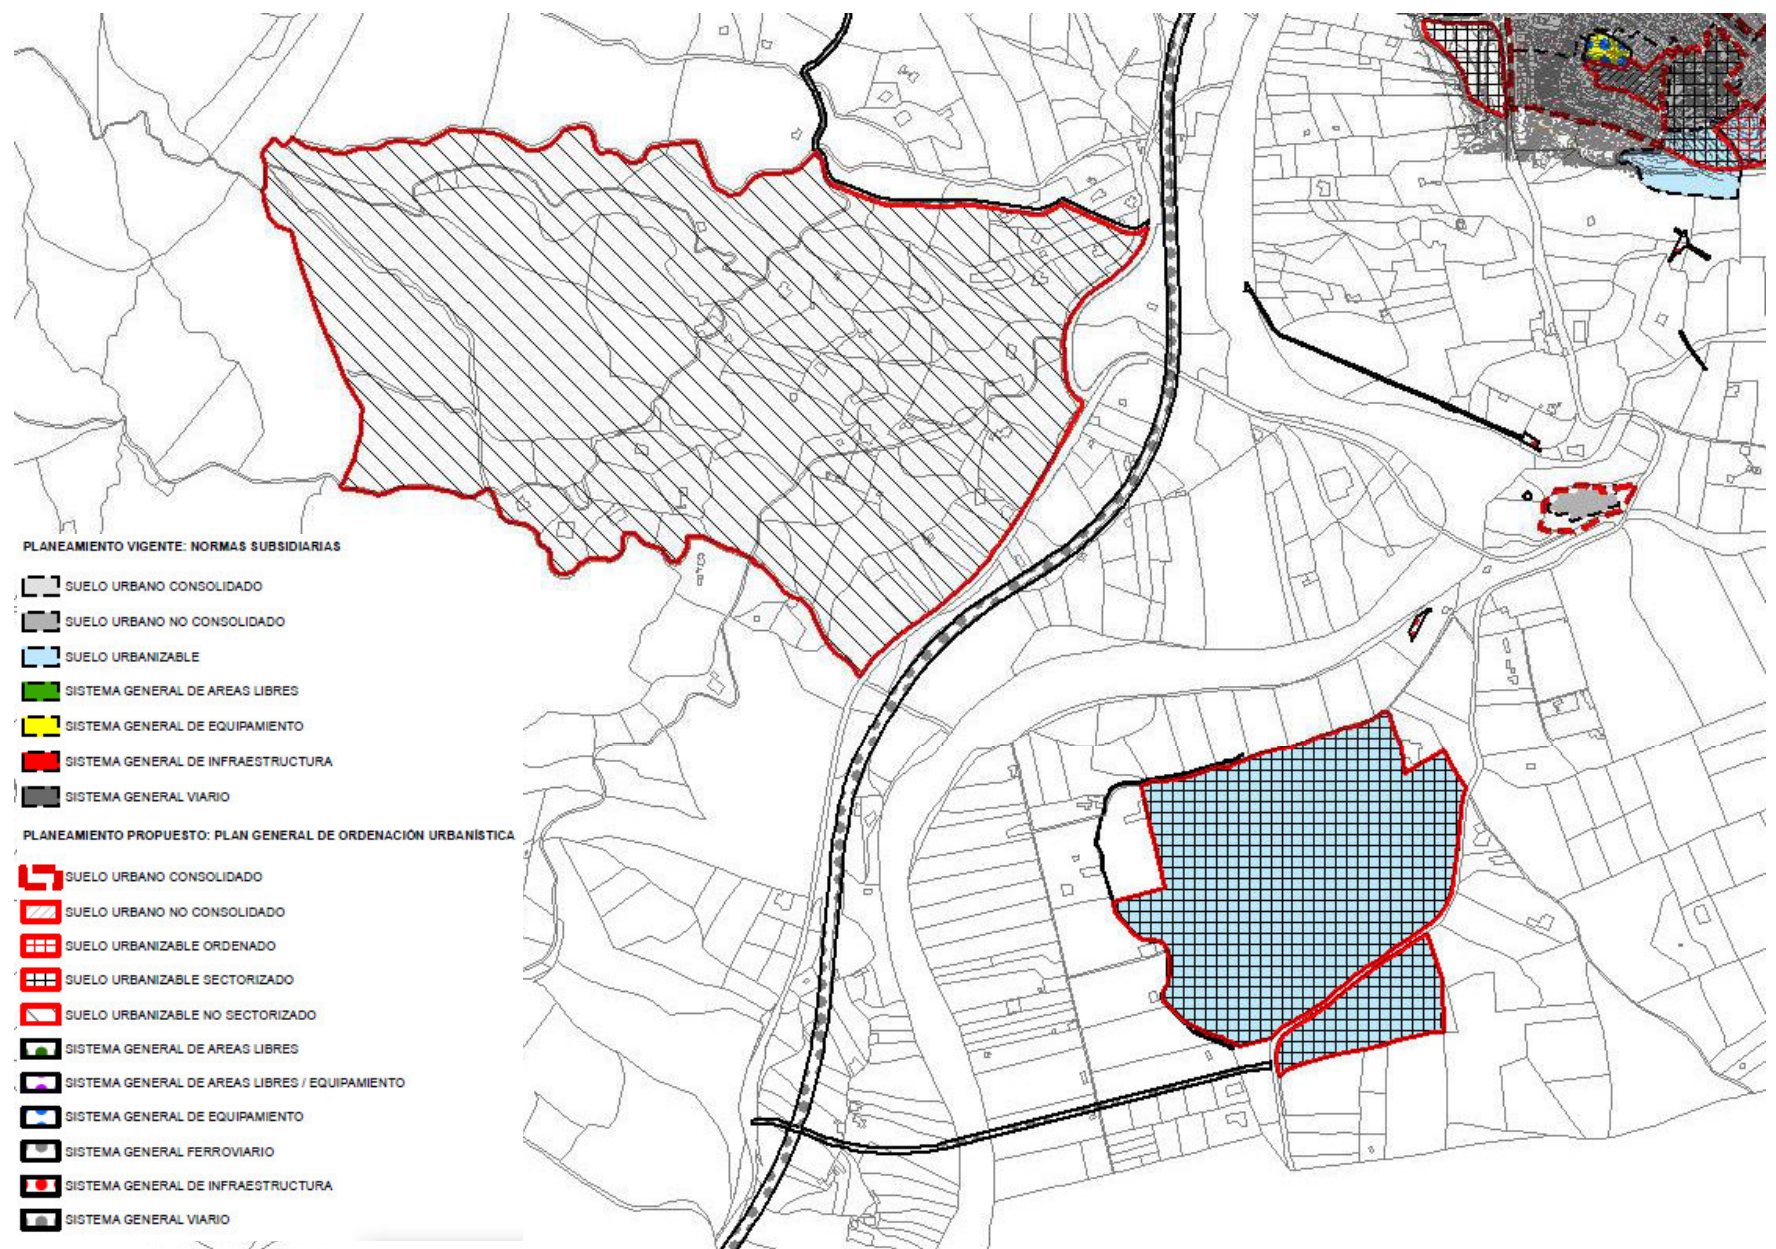 PLANEAMIENTO VIGENTE: NORMAS SUBSIDIARIAS
SUELO URBANO CONSOLIDADO
SUELO URBANO NO CONSOLIDADO
SUELO URBANIZABLE
SISTEMA GENERAL DE AREAS LIBRES
SISTEMA GENERAL DE EQUIPAMIENTO
SISTEMA GENERAL DE INFRAESTRUCTURA
SISTEMA GENERAL VIARIO
PLANEAMIENTO PROPUESTO: PLAN GENERAL DE ORDENACIÓN URBANÍSTICA
SUELO URBANO CONSOLIDADO
SUELO URBANO NO CONSOLIDADO
SUELO URBANIZABLE ORDENADO
SUELO URBANIZABLE SECTORIZADO
SUELO URBANIZABLE NO SECTORIZADO
SISTEMA GENERAL DE AREAS LIBRES
SISTEMA GENERAL DE AREAS LIBRES / EQUIPAMIENTO
SISTEMA GENERAL DE EQUIPAMIENTO
SISTEMA GENERAL FERROVIARIO
SISTEMA GENERAL DE INFRAESTRUCTURA
SISTEMA GENERAL VIARIO